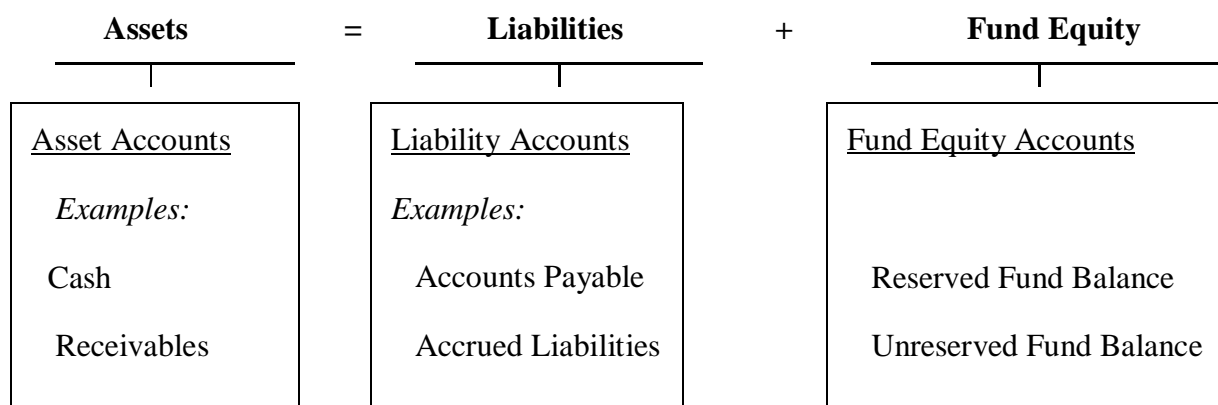 Assets = Liabilities + Fund Equity
Asset Accounts Liability Accounts Fund Equity Accounts
Examples: Examples:
Cash Accounts Payable Reserved Fund Balance
Receivables Accrued Liabilities Unreserved Fund Balance